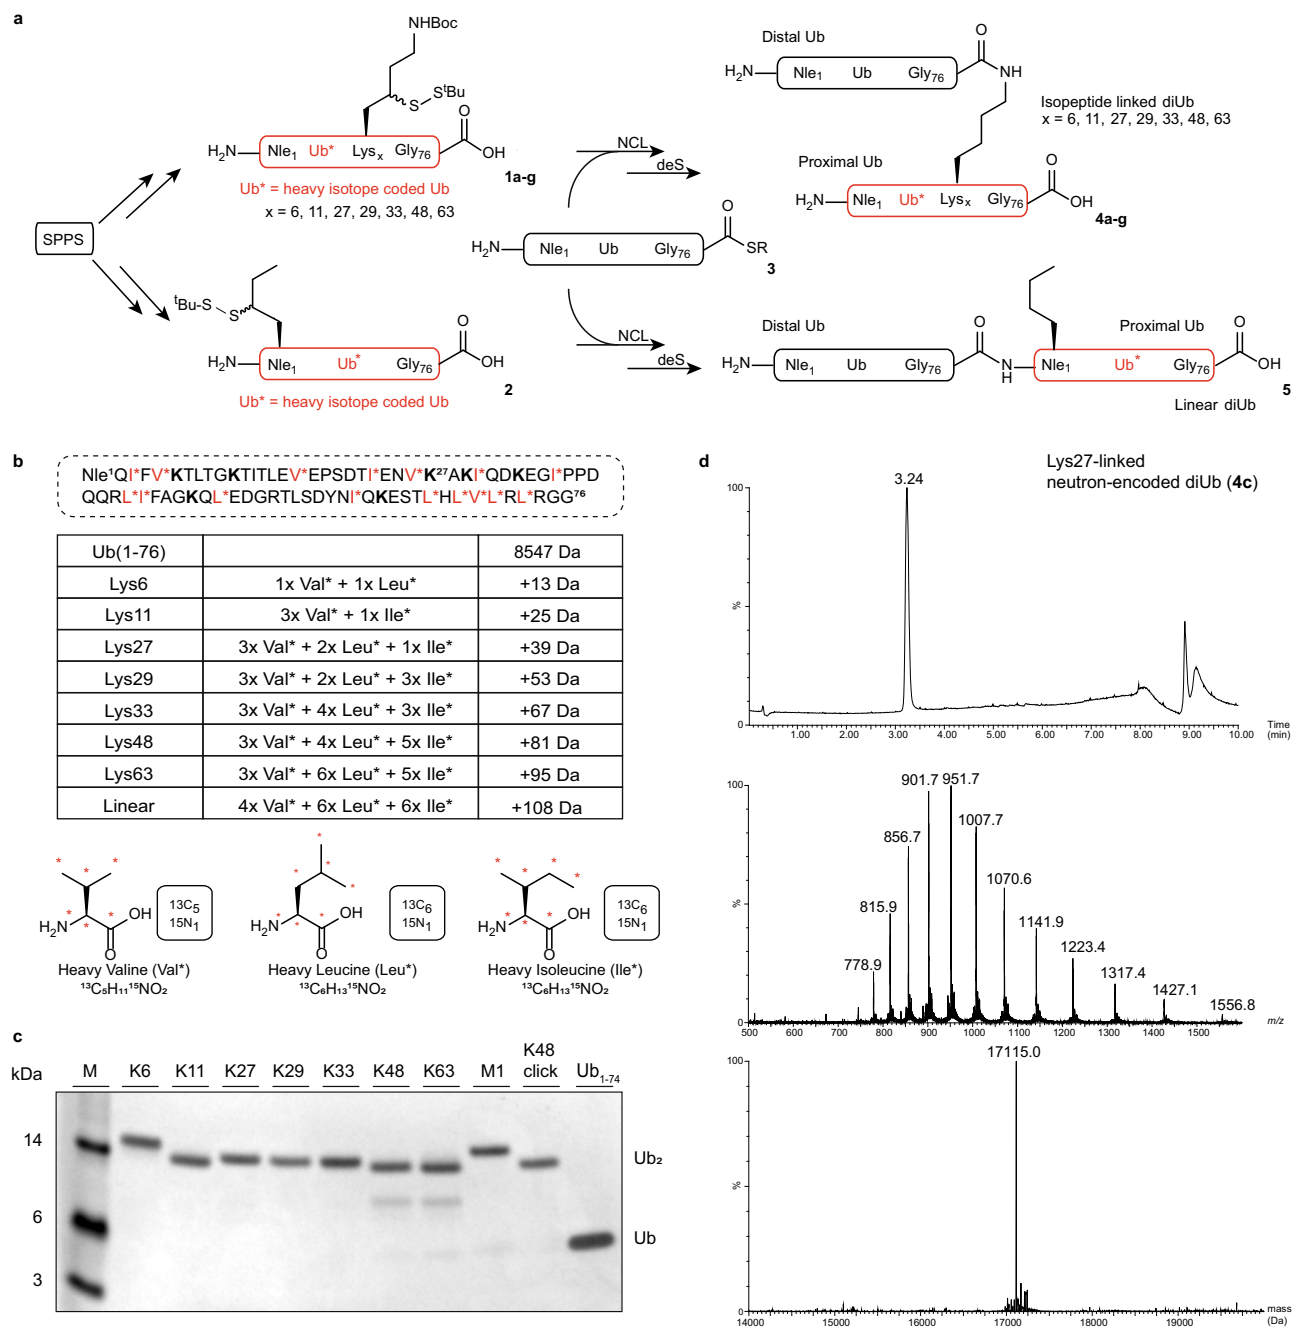 a
NHBoc
S
StBu
H2N
Nle1 Ub* Lysx Gly76
O
OH
1a-g
Ub* = heavy isotope coded Ub
x = 6, 11, 27, 29, 33, 48, 63
SPPS
NCL
deS
Distal Ub
H2N
Nle1 Ub Gly76
O
NH
Isopeptide linked diUb
x = 6, 11, 27, 29, 33, 48, 63
Proximal Ub
H2N
Nle1 Ub* Lysx Gly76
O
OH
4a-g
H2N
Nle1 Ub Gly76
O
SR
3
tBu-S
S
H2N
Nle1 Ub* Gly76
O
OH
2
Ub* = heavy isotope coded Ub
NCL
deS
Distal Ub
H2N
Nle1 Ub Gly76
O
N
H
Proximal Ub
Nle1 Ub* Gly76
O
OH
5
Linear diUb
b
Nle¹QI*FV*KTLTGKTITLEV*EPSDTI*ENV*K²⁷AKI*QDKEGI*PPD
QQRL*I*FAGKQL*EDGRTLSDYNI*QKESTL*HL*V*L*RL*RGG⁷⁶
Ub(1-76) 8547 Da
Lys6 1x Val* + 1x Leu* +13 Da
Lys11 3x Val* + 1x Ile* +25 Da
Lys27 3x Val* + 2x Leu* + 1x Ile* +39 Da
Lys29 3x Val* + 2x Leu* + 3x Ile* +53 Da
Lys33 3x Val* + 4x Leu* + 3x Ile* +67 Da
Lys48 3x Val* + 4x Leu* + 5x Ile* +81 Da
Lys63 3x Val* + 6x Leu* + 5x Ile* +95 Da
Linear 4x Val* + 6x Leu* + 6x Ile* +108 Da
* * * * * *
H2N
OH
O
13C5
15N1
Heavy Valine (Val*)
¹³C₅H₁₁¹⁵NO₂
* * * * * * *
H2N
OH
O
13C6
15N1
Heavy Leucine (Leu*)
¹³C₆H₁₃¹⁵NO₂
* * * * * * *
H2N
OH
O
13C6
15N1
Heavy Isoleucine (Ile*)
¹³C₆H₁₃¹⁵NO₂
c
kDa M K6 K11 K27 K29 K33 K48 K63 M1 K48 click Ub1-74
14
6
3
Ub₂
Ub
d
Lys27-linked
neutron-encoded diUb (4c)
100
%
0
3.24
1.00 2.00 3.00 4.00 5.00 6.00 7.00 8.00 9.00 10.00
Time
(min)
100
%
0
778.9
815.9
856.7
901.7
951.7
1007.7
1070.6
1141.9
1223.4
1317.4
1427.1
1556.8
500 600 700 800 900 1000 1100 1200 1300 1400 1500
m/z
100
%
0
17115.0
14000 15000 16000 17000 18000 19000
mass
(Da)